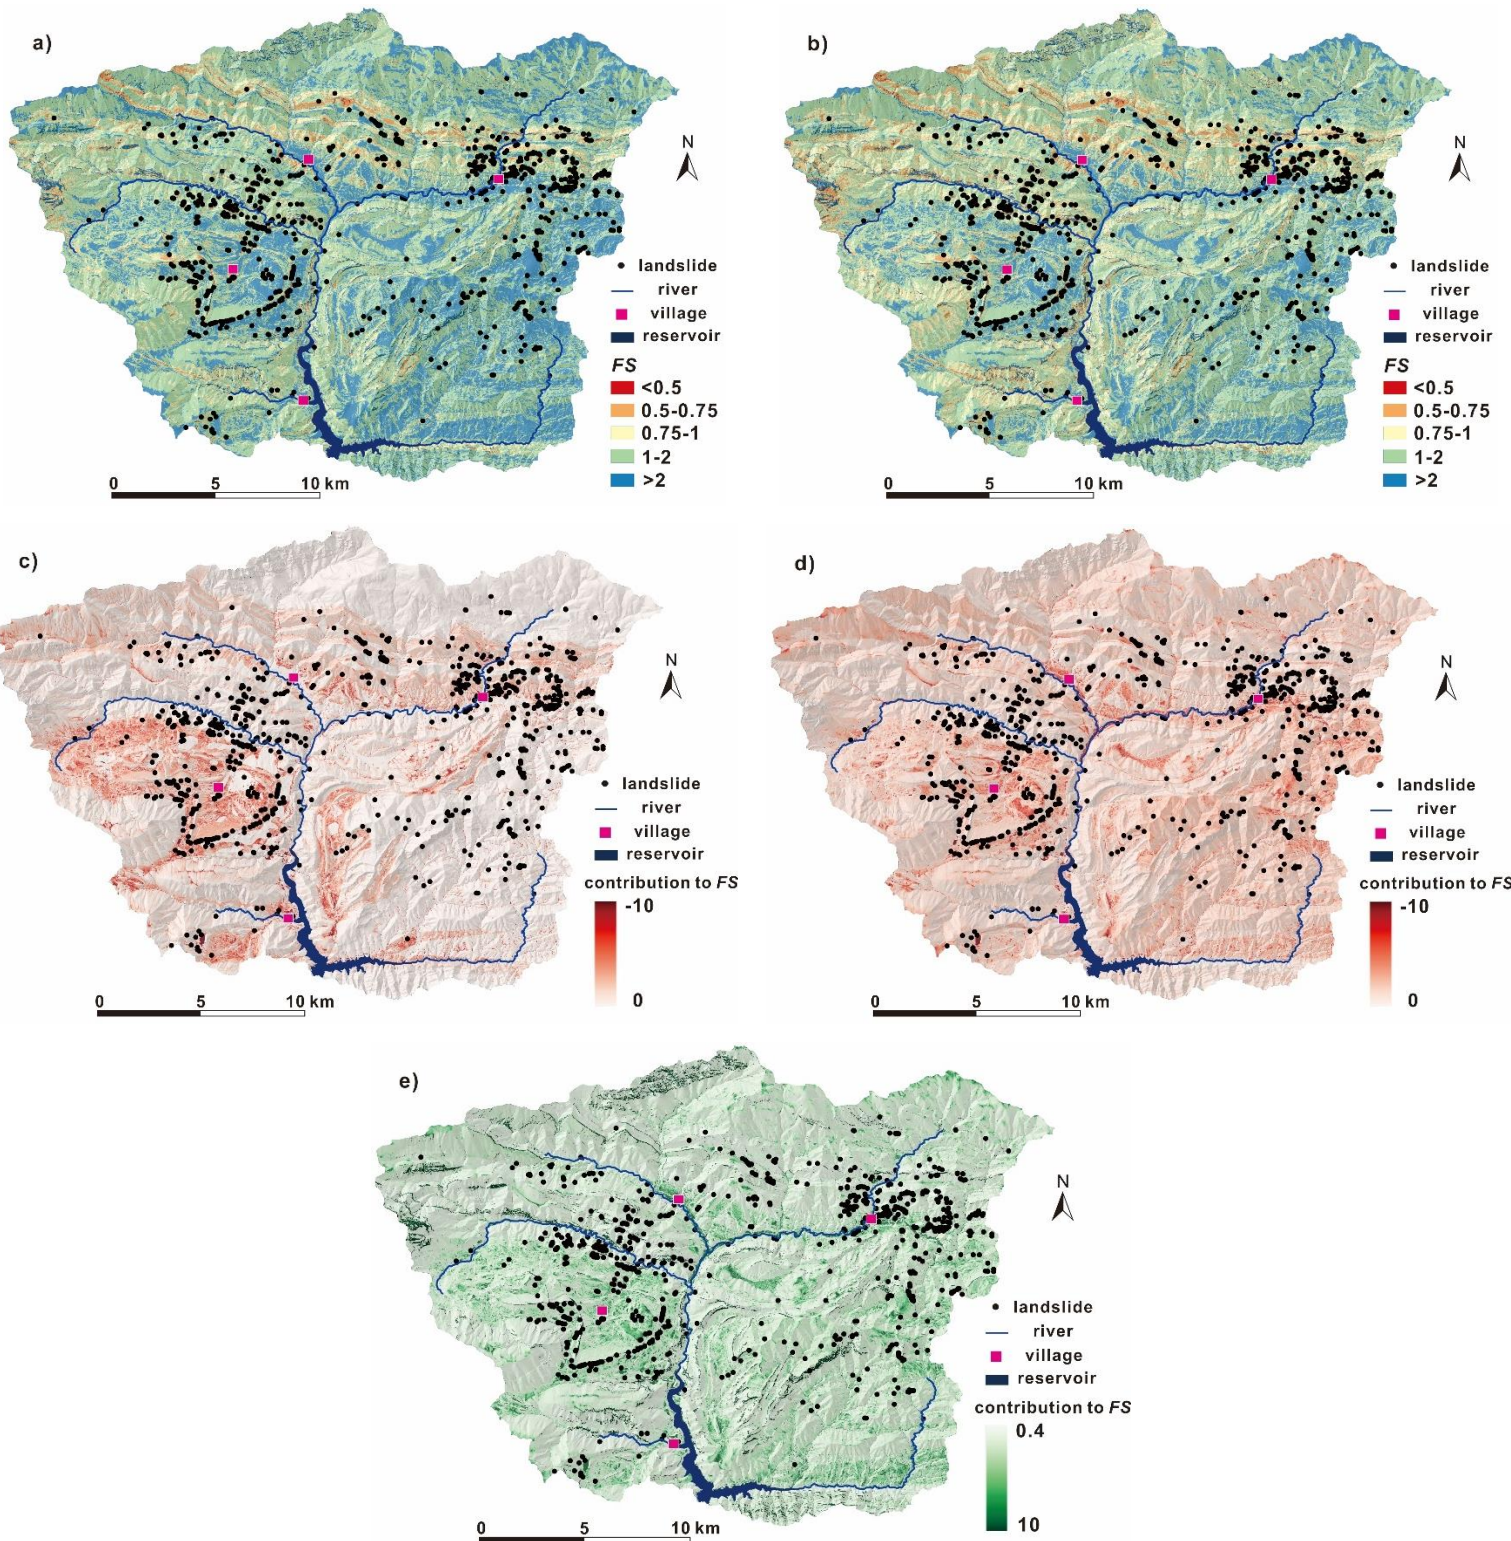 a)
N
landslide
river
village
reservoir
FS
<0.5
0.5-0.75
0.75-1
1-2
>2
0 5 10 km
b)
N
landslide
river
village
reservoir
FS
<0.5
0.5-0.75
0.75-1
1-2
>2
0 5 10 km
c)
N
landslide
river
village
reservoir
contribution to FS
-10
0
0 5 10 km
d)
N
landslide
river
village
reservoir
contribution to FS
-10
0
0 5 10 km
e)
N
landslide
river
village
reservoir
contribution to FS
0.4
10
0 5 10 km